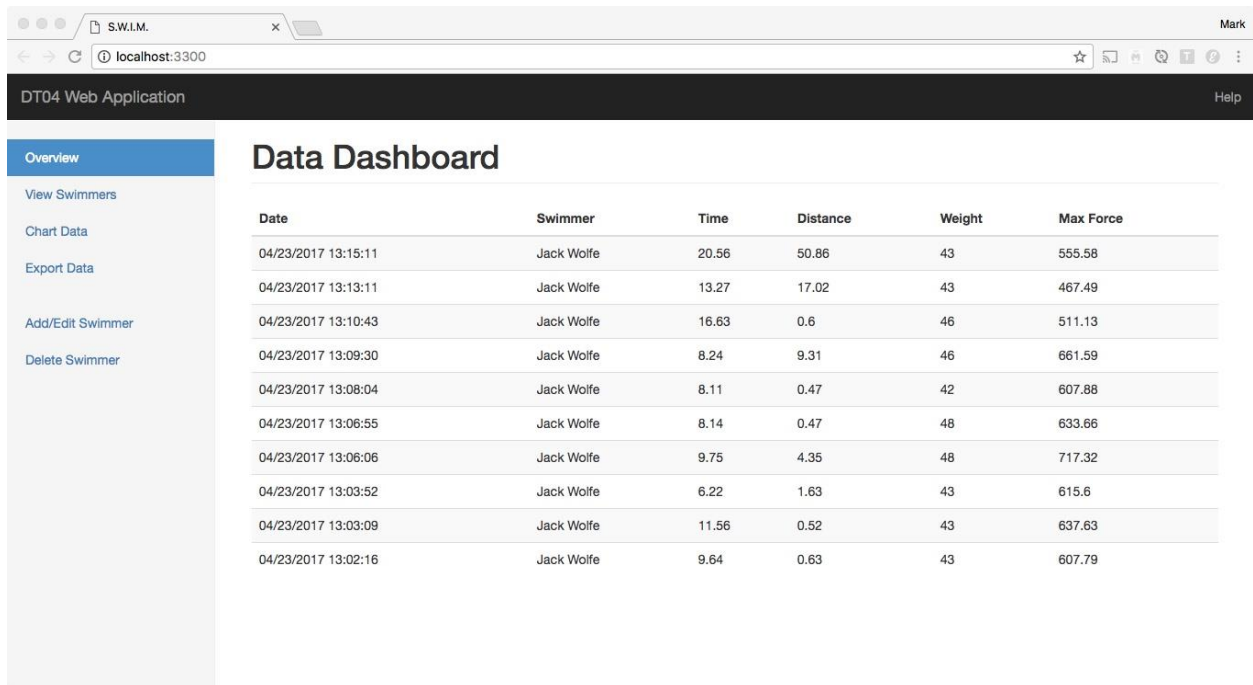 S.W.I.M.
Mark
localhost:3300
DT04 Web Application Help
Overview
View Swimmers
Chart Data
Export Data
Add/Edit Swimmer
Delete Swimmer
Data Dashboard
Date Swimmer Time Distance Weight Max Force
04/23/2017 13:15:11 Jack Wolfe 20.56 50.86 43 555.58
04/23/2017 13:13:11 Jack Wolfe 13.27 17.02 43 467.49
04/23/2017 13:10:43 Jack Wolfe 16.63 0.6 46 511.13
04/23/2017 13:09:30 Jack Wolfe 8.24 9.31 46 661.59
04/23/2017 13:08:04 Jack Wolfe 8.11 0.47 42 607.88
04/23/2017 13:06:55 Jack Wolfe 8.14 0.47 48 633.66
04/23/2017 13:06:06 Jack Wolfe 9.75 4.35 48 717.32
04/23/2017 13:03:52 Jack Wolfe 6.22 1.63 43 615.6
04/23/2017 13:03:09 Jack Wolfe 11.56 0.52 43 637.63
04/23/2017 13:02:16 Jack Wolfe 9.64 0.63 43 607.79